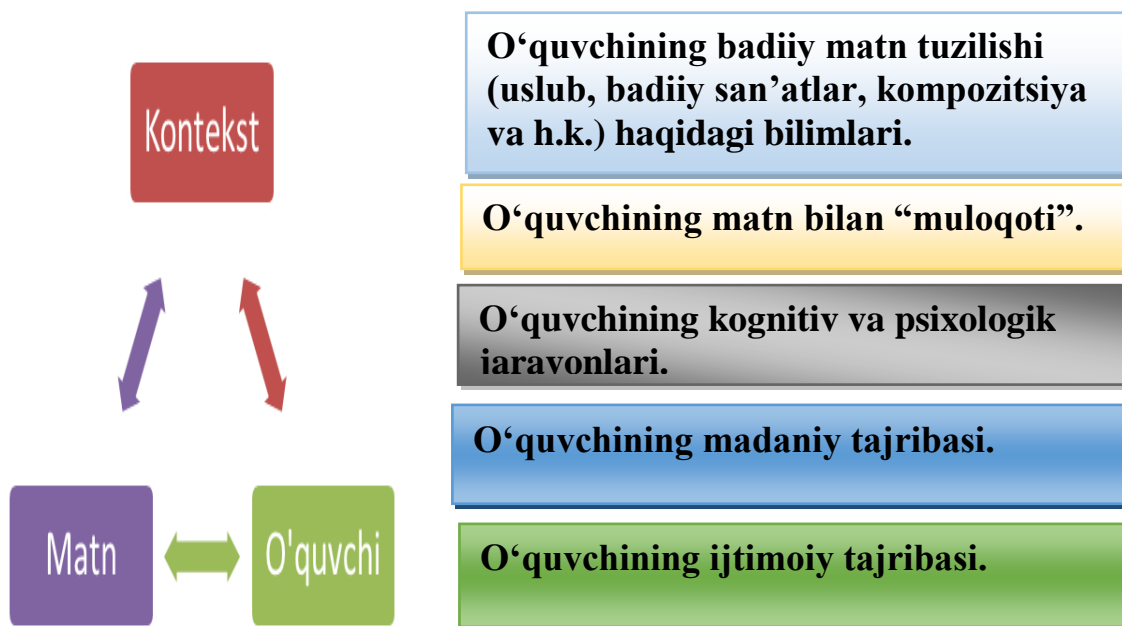 Kontekst
Matn
O'quvchi
O‘quvchining badiiy matn tuzilishi
(uslub, badiiy san’atlar, kompozitsiya
va h.k.) haqidagi bilimlari.
O‘quvchining matn bilan “muloqoti”.
O‘quvchining kognitiv va psixologik
jarayonlari.
O‘quvchining madaniy tajribasi.
O‘quvchining ijtimoiy tajribasi.